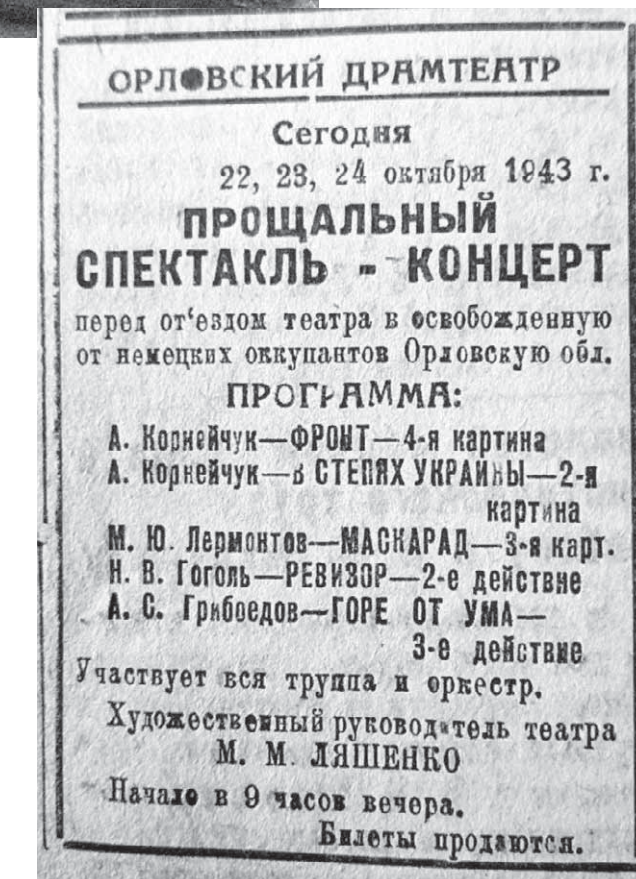 ОРЛОВСКИЙ ДРАМТЕАТР
Сегодня
22, 23, 24 октября 1943 г.
ПРОЩАЛЬНЫЙ
СПЕКТАКЛЬ - КОНЦЕРТ
перед от‘ездом театра в освобожденную
от немецких оккупантов Орловскую обл.
ПРОГРАММА:
А. Корнейчук—ФРОНТ—4-я картина
А. Корнейчук—в СТЕПЯХ УКРАИНЫ—2-я
картина
М. Ю. Лермонтов—МАСКАРАД—3-я карт.
Н. В. Гоголь—РЕВИЗОР—2-е действие
А. С. Грибоедов—ГОРЕ ОТ УМА—
3-е действие
Участвует вся труппа и оркестр.
Художественный руководитель театра
М. М. ЛЯШЕНКО
Начало в 9 часов вечера.
Билеты продаются.